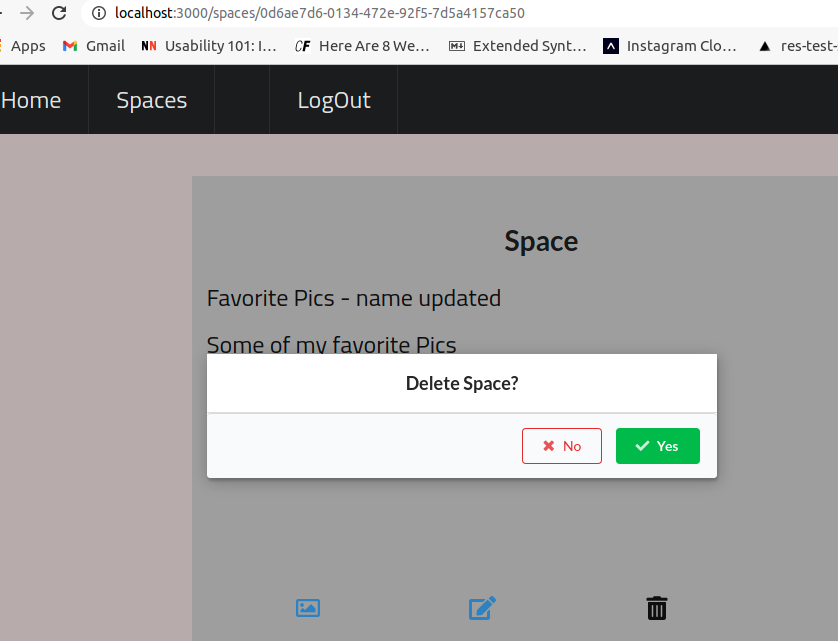 localhost:3000/spaces/0d6ae7d6-0134-472e-92f5-7d5a4157ca50
Apps Gmail NN Usability 101: I... CF Here Are 8 We... M Extended Synt... Instagram Clo... res-test-
Home Spaces LogOut
Space
Favorite Pics - name updated
Some of my favorite Pics
Delete Space?
No Yes